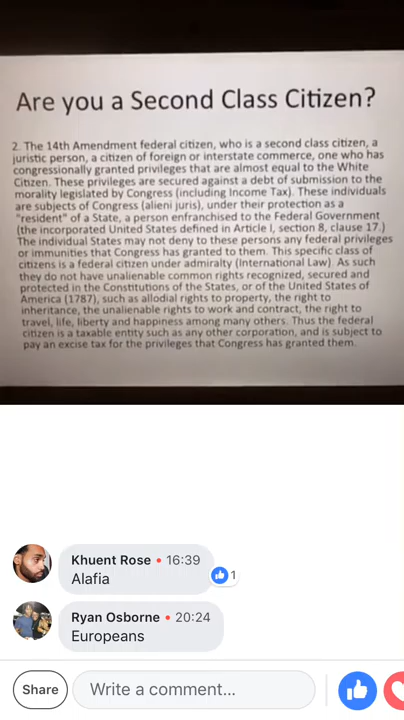 Are you a Second Class Citizen?
2. The 14th Amendment federal citizen, who is a second class citizen, a
juristic person, a citizen of foreign or interstate commerce, one who has
congressionally granted privileges that are almost equal to the White
Citizen. These privileges are secured against a debt of submission to the
morality legislated by Congress (including Income Tax). These individuals
are subjects of Congress (alieni juris), under their protection as a
"resident" of a State, a person enfranchised to the Federal Government
(the incorporated United States defined in Article I, section 8, clause 17.)
The individual States may not deny to these persons any federal privileges
or immunities that Congress has granted to them. This specific class of
citizens is a federal citizen under admiralty (International Law). As such
they do not have unalienable common rights recognized, secured and
protected in the Constitutions of the States, or of the United States of
America (1787), such as allodial rights to property, the right to
inheritance, the unalienable rights to work and contract, the right to
travel, life, liberty and happiness among many others. Thus the federal
citizen is a taxable entity such as any other corporation, and is subject to
pay an excise tax for the privileges that Congress has granted them.
Khuent Rose • 16:39
Alafia
1
Ryan Osborne • 20:24
Europeans
Share
Write a comment...